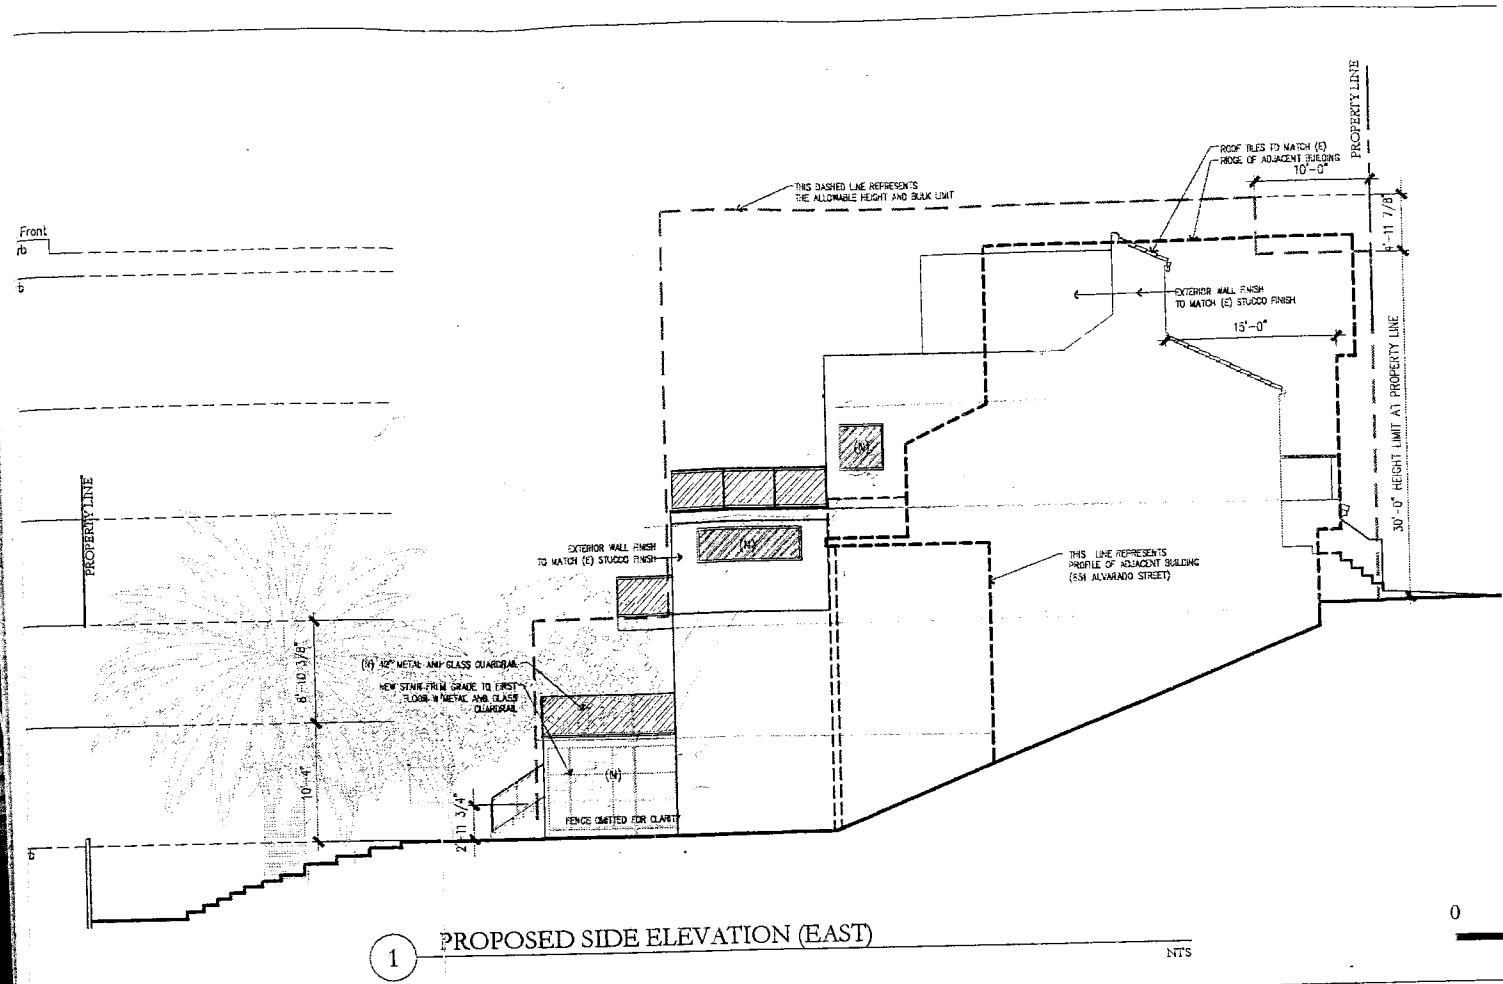 PROPERTY LINE
ROOF TILES TO MATCH (E)
RIDGE OF ADJACENT BUILDING
10'-0"
THIS DASHED LINE REPRESENTS
THE ALLOWABLE HEIGHT AND BULK LIMIT
4'-11 7/8"
Front
EXTERIOR WALL FINISH
TO MATCH (E) STUCCO FINISH
15'-0"
30'-0" HEIGHT LIMIT AT PROPERTY LINE
(N)
PROPERTY LINE
EXTERIOR WALL FINISH
TO MATCH (E) STUCCO FINISH
(N)
THIS LINE REPRESENTS
PROFILE OF ADJACENT BUILDING
(651 ALVARADO STREET)
8'-10 3/8"
(N) 42" METAL AND GLASS GUARDRAIL
NEW STAIR FRIM GRADE TO FIRST
FLOOR W METAL AND GLASS
GUARDRAIL
10'-4"
(N)
2'-11 3/4"
FENCE OMITTED FOR CLARITY
0
1
PROPOSED SIDE ELEVATION (EAST)
NTS